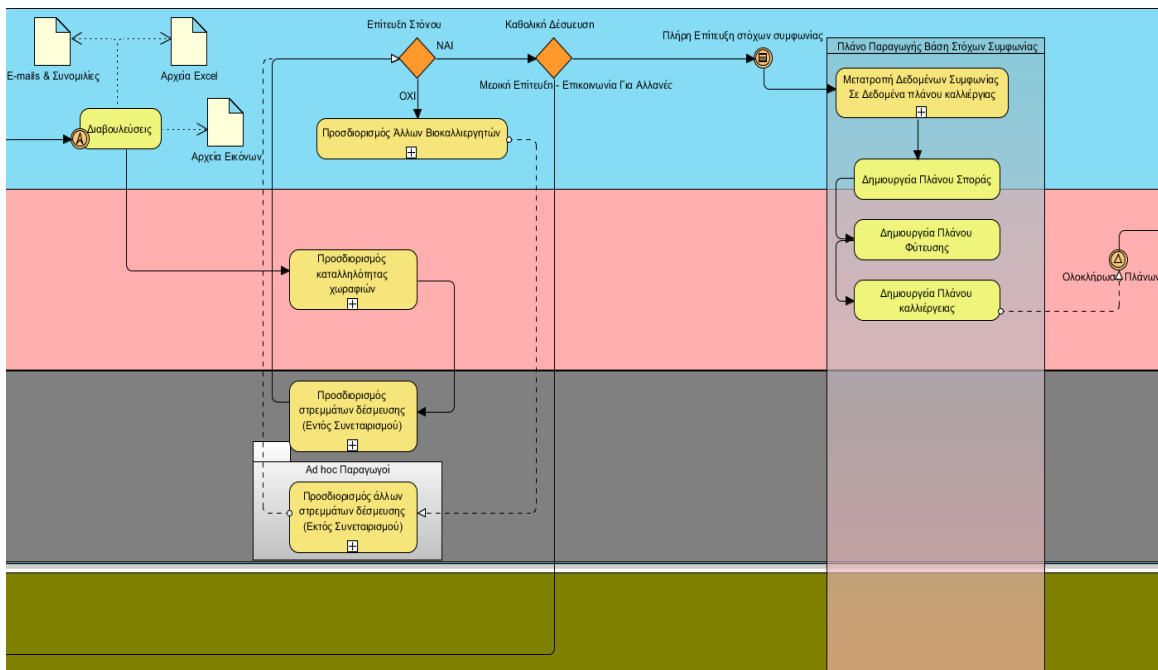 Επίτευξη Στόχου
Καθολική Δέσμευση
Πλήρη Επίτευξη στόχων συμφωνίας
Πλάνο Παραγωγής Βάση Στόχων Συμφωνίας
ΝΑΙ
E-mails & Συνομιλίες
Αρχεία Excel
Μερική Επίτευξη - Επικοινωνία Για Αλλαγές
Μετατροπή Δεδομένων Συμφωνίας
Σε Δεδομένα πλάνου καλλιέργιας
ΟΧΙ
Διαβουλεύσεις
Προσδιορισμός Άλλων Βιοκαλλιεργητών
Αρχεία Εικόνων
Δημιουργεία Πλάνου Σποράς
Δημιουργεία Πλάνου
Φύτευσης
Προσδιορισμός
καταλληλότητας
χωραφιών
Ολοκλήρωση Πλάνων
Δημιουργεία Πλάνου
καλλιέργειας
Προσδιορισμός
στρεμμάτων δέσμευσης
(Εντός Συνεταιρισμού)
Ad hoc Παραγωγοί
Προσδιορισμός άλλων
στρεμμάτων δέσμευσης
(Εκτός Συνεταιρισμού)